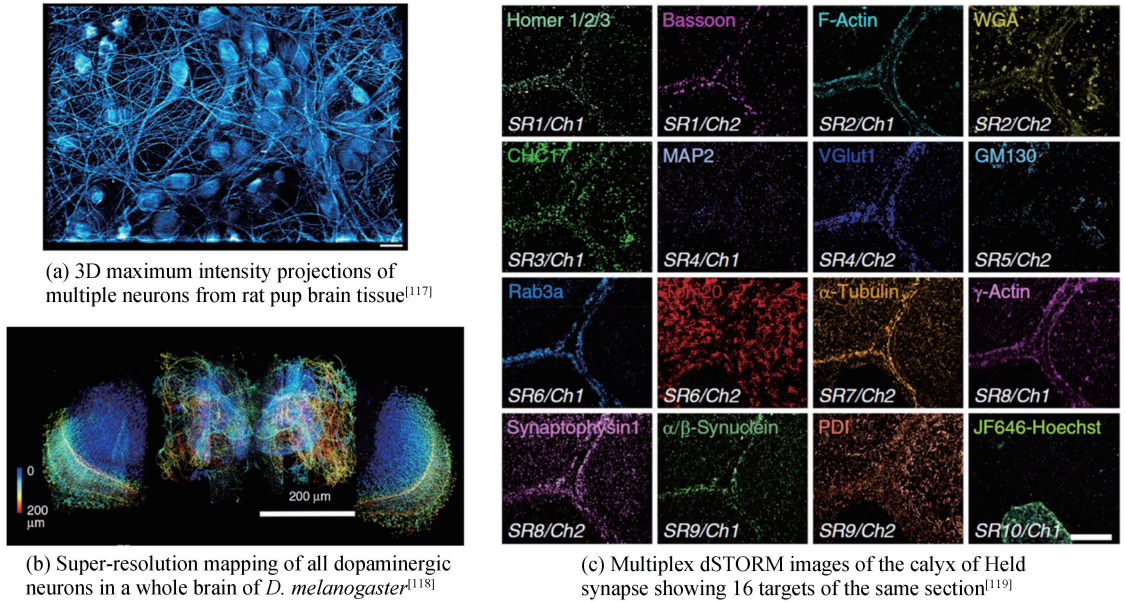 (a) 3D maximum intensity projections of
multiple neurons from rat pup brain tissue[117]
0
200
μm
200 μm
(b) Super-resolution mapping of all dopaminergic
neurons in a whole brain of D. melanogaster[118]
Homer 1/2/3
SR1/Ch1
Bassoon
SR1/Ch2
F-Actin
SR2/Ch1
WGA
SR2/Ch2
CHC17
SR3/Ch1
MAP2
SR4/Ch1
VGlut1
SR4/Ch2
GM130
SR5/Ch2
Rab3a
SR6/Ch1
Tom20
SR6/Ch2
α-Tubulin
SR7/Ch2
γ-Actin
SR8/Ch1
Synaptophysin1
SR8/Ch2
α/β-Synuclein
SR9/Ch1
PDI
SR9/Ch2
JF646-Hoechst
SR10/Ch1
(c) Multiplex dSTORM images of the calyx of Held
synapse showing 16 targets of the same section[119]